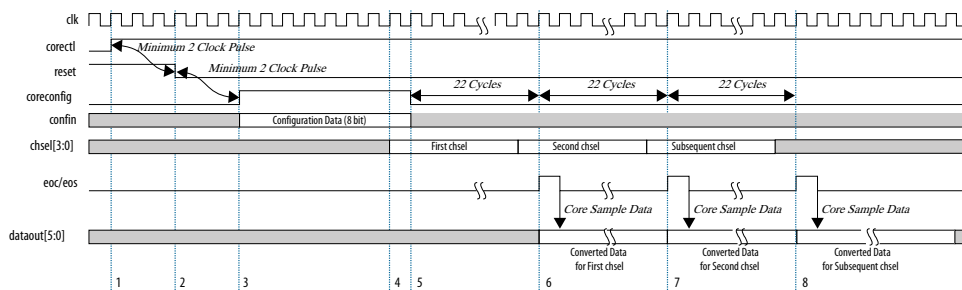 clk
corectl
Minimum 2 Clock Pulse
reset
Minimum 2 Clock Pulse
coreconfig
22 Cycles
22 Cycles
22 Cycles
confin
Configuration Data (8 bit)
chsel[3:0]
First chsel
Second chsel
Subsequent chsel
eoc/eos
Core Sample Data
Core Sample Data
Core Sample Data
dataout[5:0]
Converted Data
for First chsel
Converted Data
for Second chsel
Converted Data
for Subsequent chsel
1 2 3 4 5 6 7 8